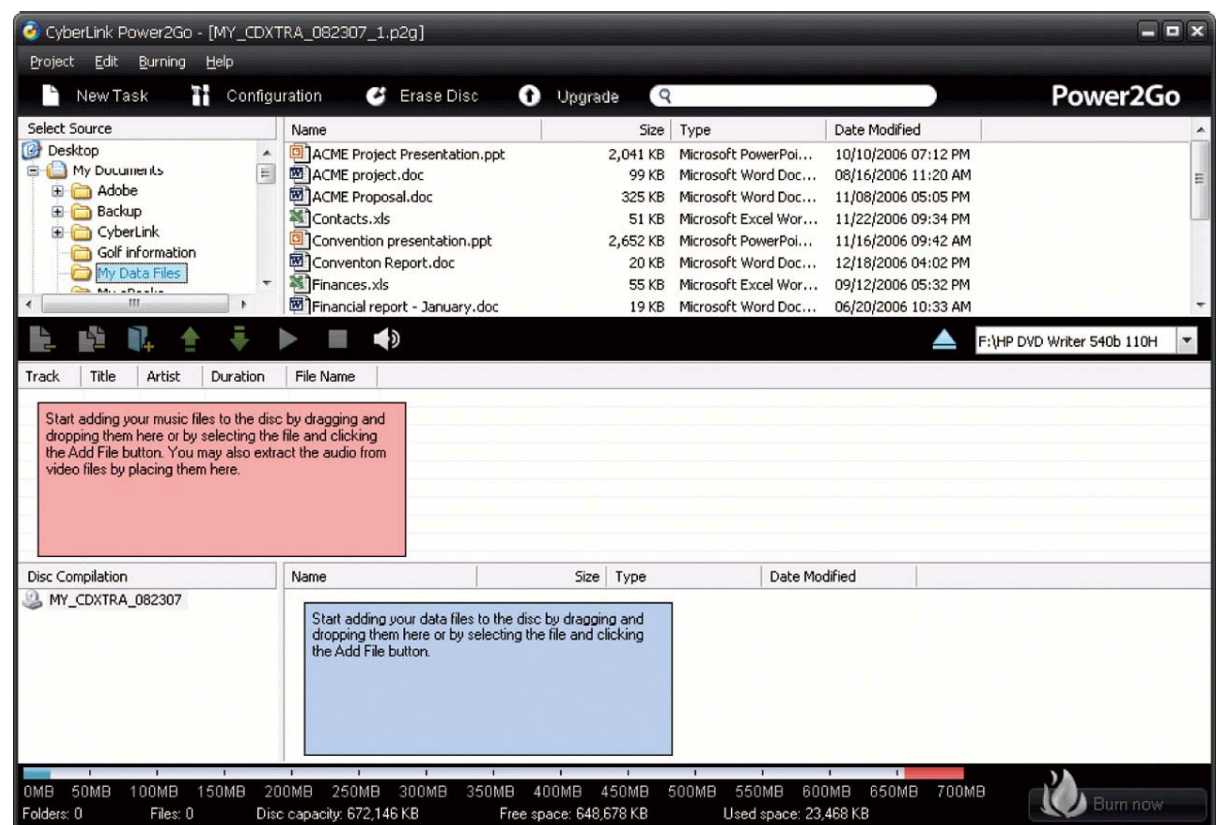 CyberLink Power2Go - [MY_CDXTRA_082307_1.p2g]
Project Edit Burning Help
New Task Configuration Erase Disc Upgrade Power2Go
Select Source Name Size Type Date Modified
Desktop
My Documents
Adobe
Backup
CyberLink
Golf information
My Data Files
My eBooks
ACME Project Presentation.ppt 2,041 KB Microsoft PowerPoi... 10/10/2006 07:12 PM
ACME project.doc 99 KB Microsoft Word Doc... 08/16/2006 11:20 AM
ACME Proposal.doc 325 KB Microsoft Word Doc... 11/08/2006 05:05 PM
Contacts.xls 51 KB Microsoft Excel Wor... 11/22/2006 09:34 PM
Convention presentation.ppt 2,652 KB Microsoft PowerPoi... 11/16/2006 09:42 AM
Conventon Report.doc 20 KB Microsoft Word Doc... 12/18/2006 04:02 PM
Finances.xls 55 KB Microsoft Excel Wor... 09/12/2006 05:32 PM
Financial report - January.doc 19 KB Microsoft Word Doc... 06/20/2006 10:33 AM
F:\HP DVD Writer 540b 110H
Track Title Artist Duration File Name
Start adding your music files to the disc by dragging and
dropping them here or by selecting the file and clicking
the Add File button. You may also extract the audio from
video files by placing them here.
Disc Compilation Name Size Type Date Modified
MY_CDXTRA_082307
Start adding your data files to the disc by dragging and
dropping them here or by selecting the file and clicking
the Add File button.
0MB 50MB 100MB 150MB 200MB 250MB 300MB 350MB 400MB 450MB 500MB 550MB 600MB 650MB 700MB
Folders: 0 Files: 0 Disc capacity: 672,146 KB Free space: 648,678 KB Used space: 23,468 KB
Burn now